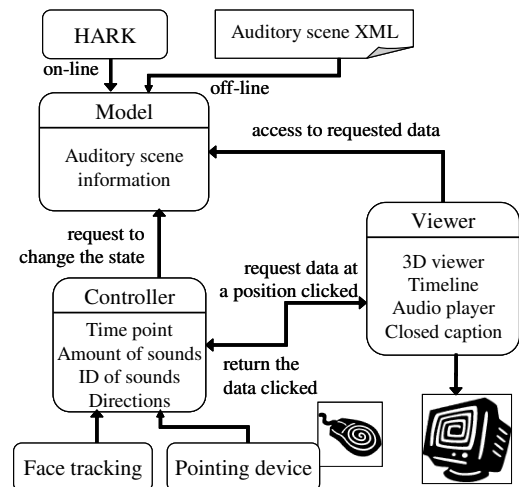 HARK
Auditory scene XML
on-line
off-line
Model
Auditory scene
information
access to requested data
request to
change the state
Viewer
3D viewer
Timeline
Audio player
Closed caption
request data at
a position clicked
Controller
Time point
Amount of sounds
ID of sounds
Directions
return the
data clicked
Face tracking
Pointing device